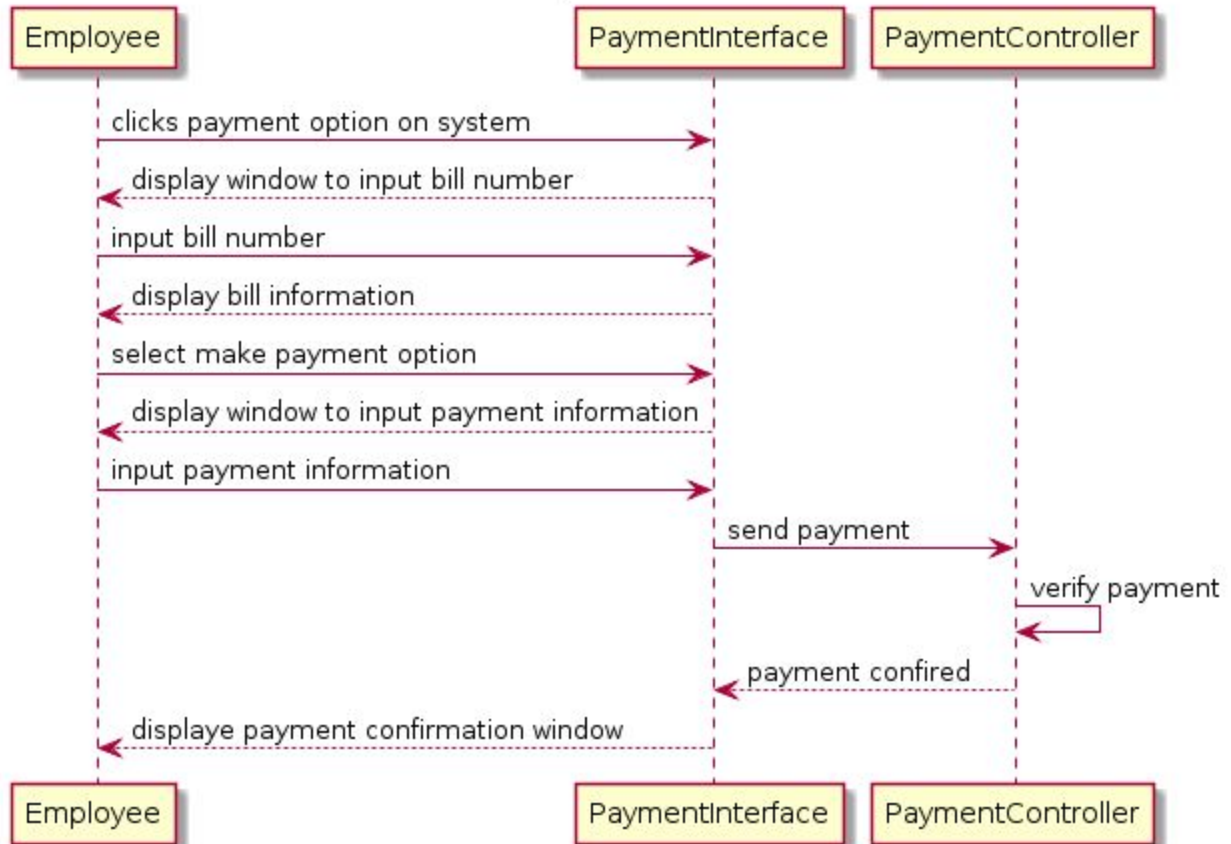 Employee
PaymentInterface
PaymentController
clicks payment option on system
display window to input bill number
input bill number
display bill information
select make payment option
display window to input payment information
input payment information
send payment
verify payment
payment confired
displaye payment confirmation window
Employee
PaymentInterface
PaymentController